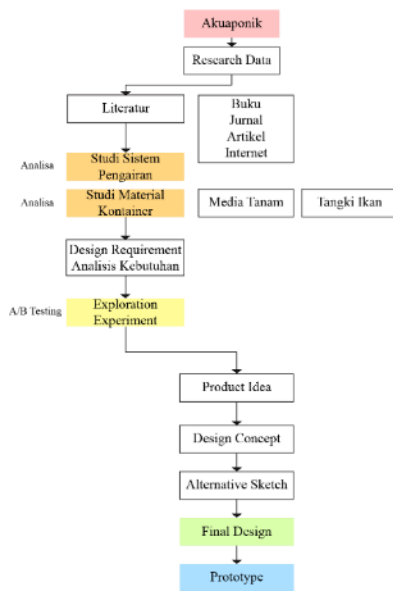 Akuaponik
Research Data
Literatur
Buku
Jurnal
Artikel
Internet
Analisa
Studi Sistem
Pengairan
Analisa
Studi Material
Kontainer
Media Tanam
Tangki Ikan
Design Requirement
Analisis Kebutuhan
A/B Testing
Exploration
Experiment
Product Idea
Design Concept
Alternative Sketch
Final Design
Prototype